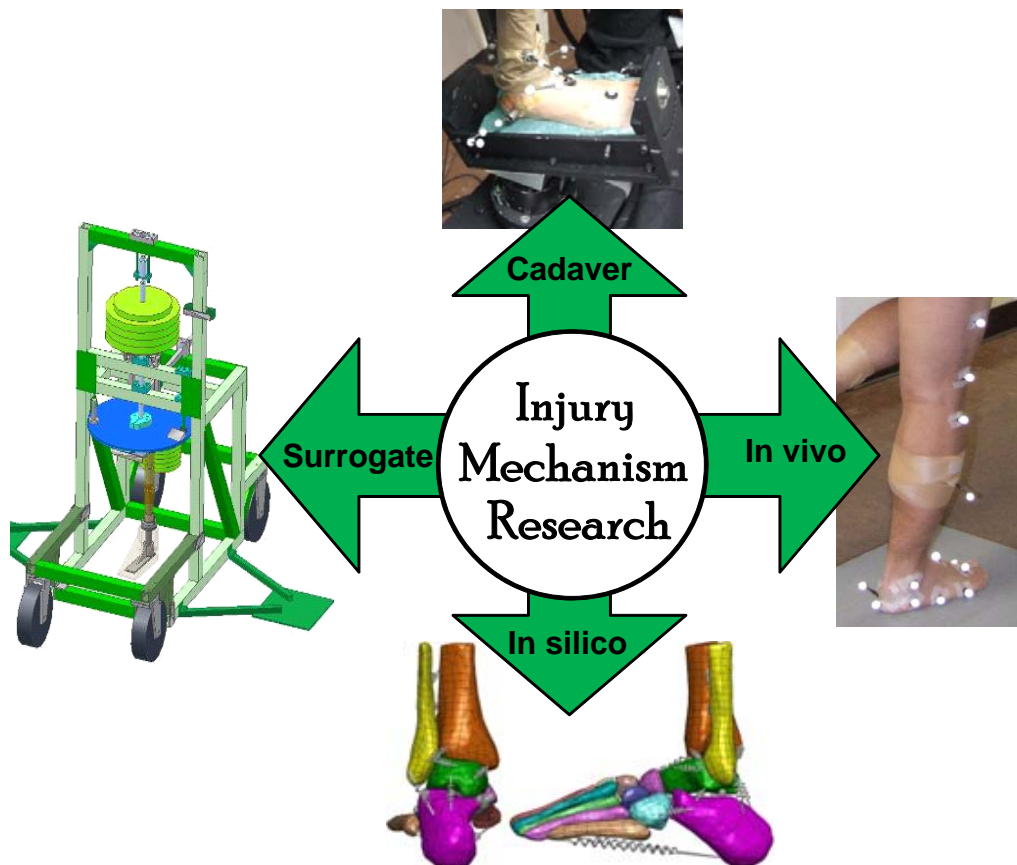 Cadaver
Surrogate
Injury
Mechanism
Research
In vivo
In silico